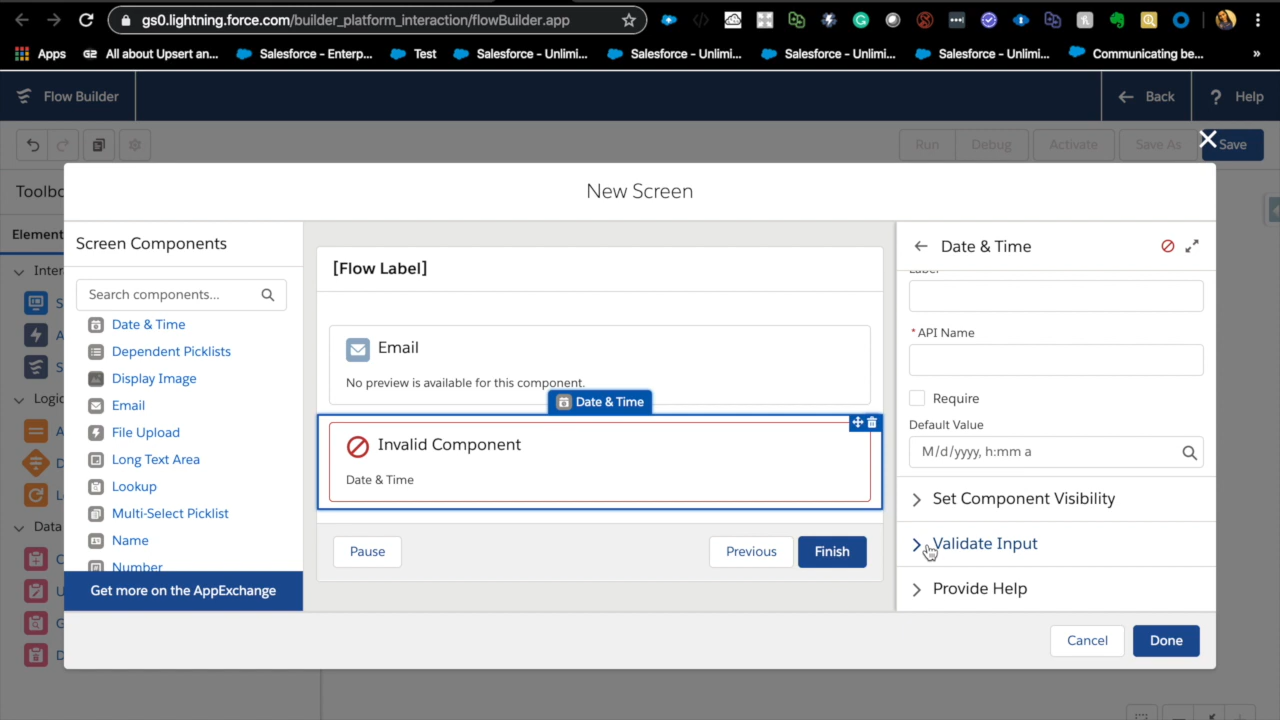 gs0.lightning.force.com/builder_platform_interaction/flowBuilder.app
Apps
G2 All about Upsert an...
Salesforce – Enterp...
Test
Salesforce – Unlimi...
Salesforce – Unlimi...
Salesforce – Unlimi...
Salesforce – Unlimi...
Communicating be...
»
Flow Builder
Back
? Help
Run
Debug
Activate
Save As
Save
New Screen
Element
Screen Components
Search components...
Date & Time
Dependent Picklists
Display Image
Email
File Upload
Long Text Area
Lookup
Multi-Select Picklist
Name
Number
Get more on the AppExchange
[Flow Label]
Email
No preview is available for this component.
Date & Time
Invalid Component
Date & Time
Pause
Previous
Finish
Date & Time
Label
* API Name
Require
Default Value
M/d/yyyy, h:mm a
Set Component Visibility
Validate Input
Provide Help
Cancel
Done
Data